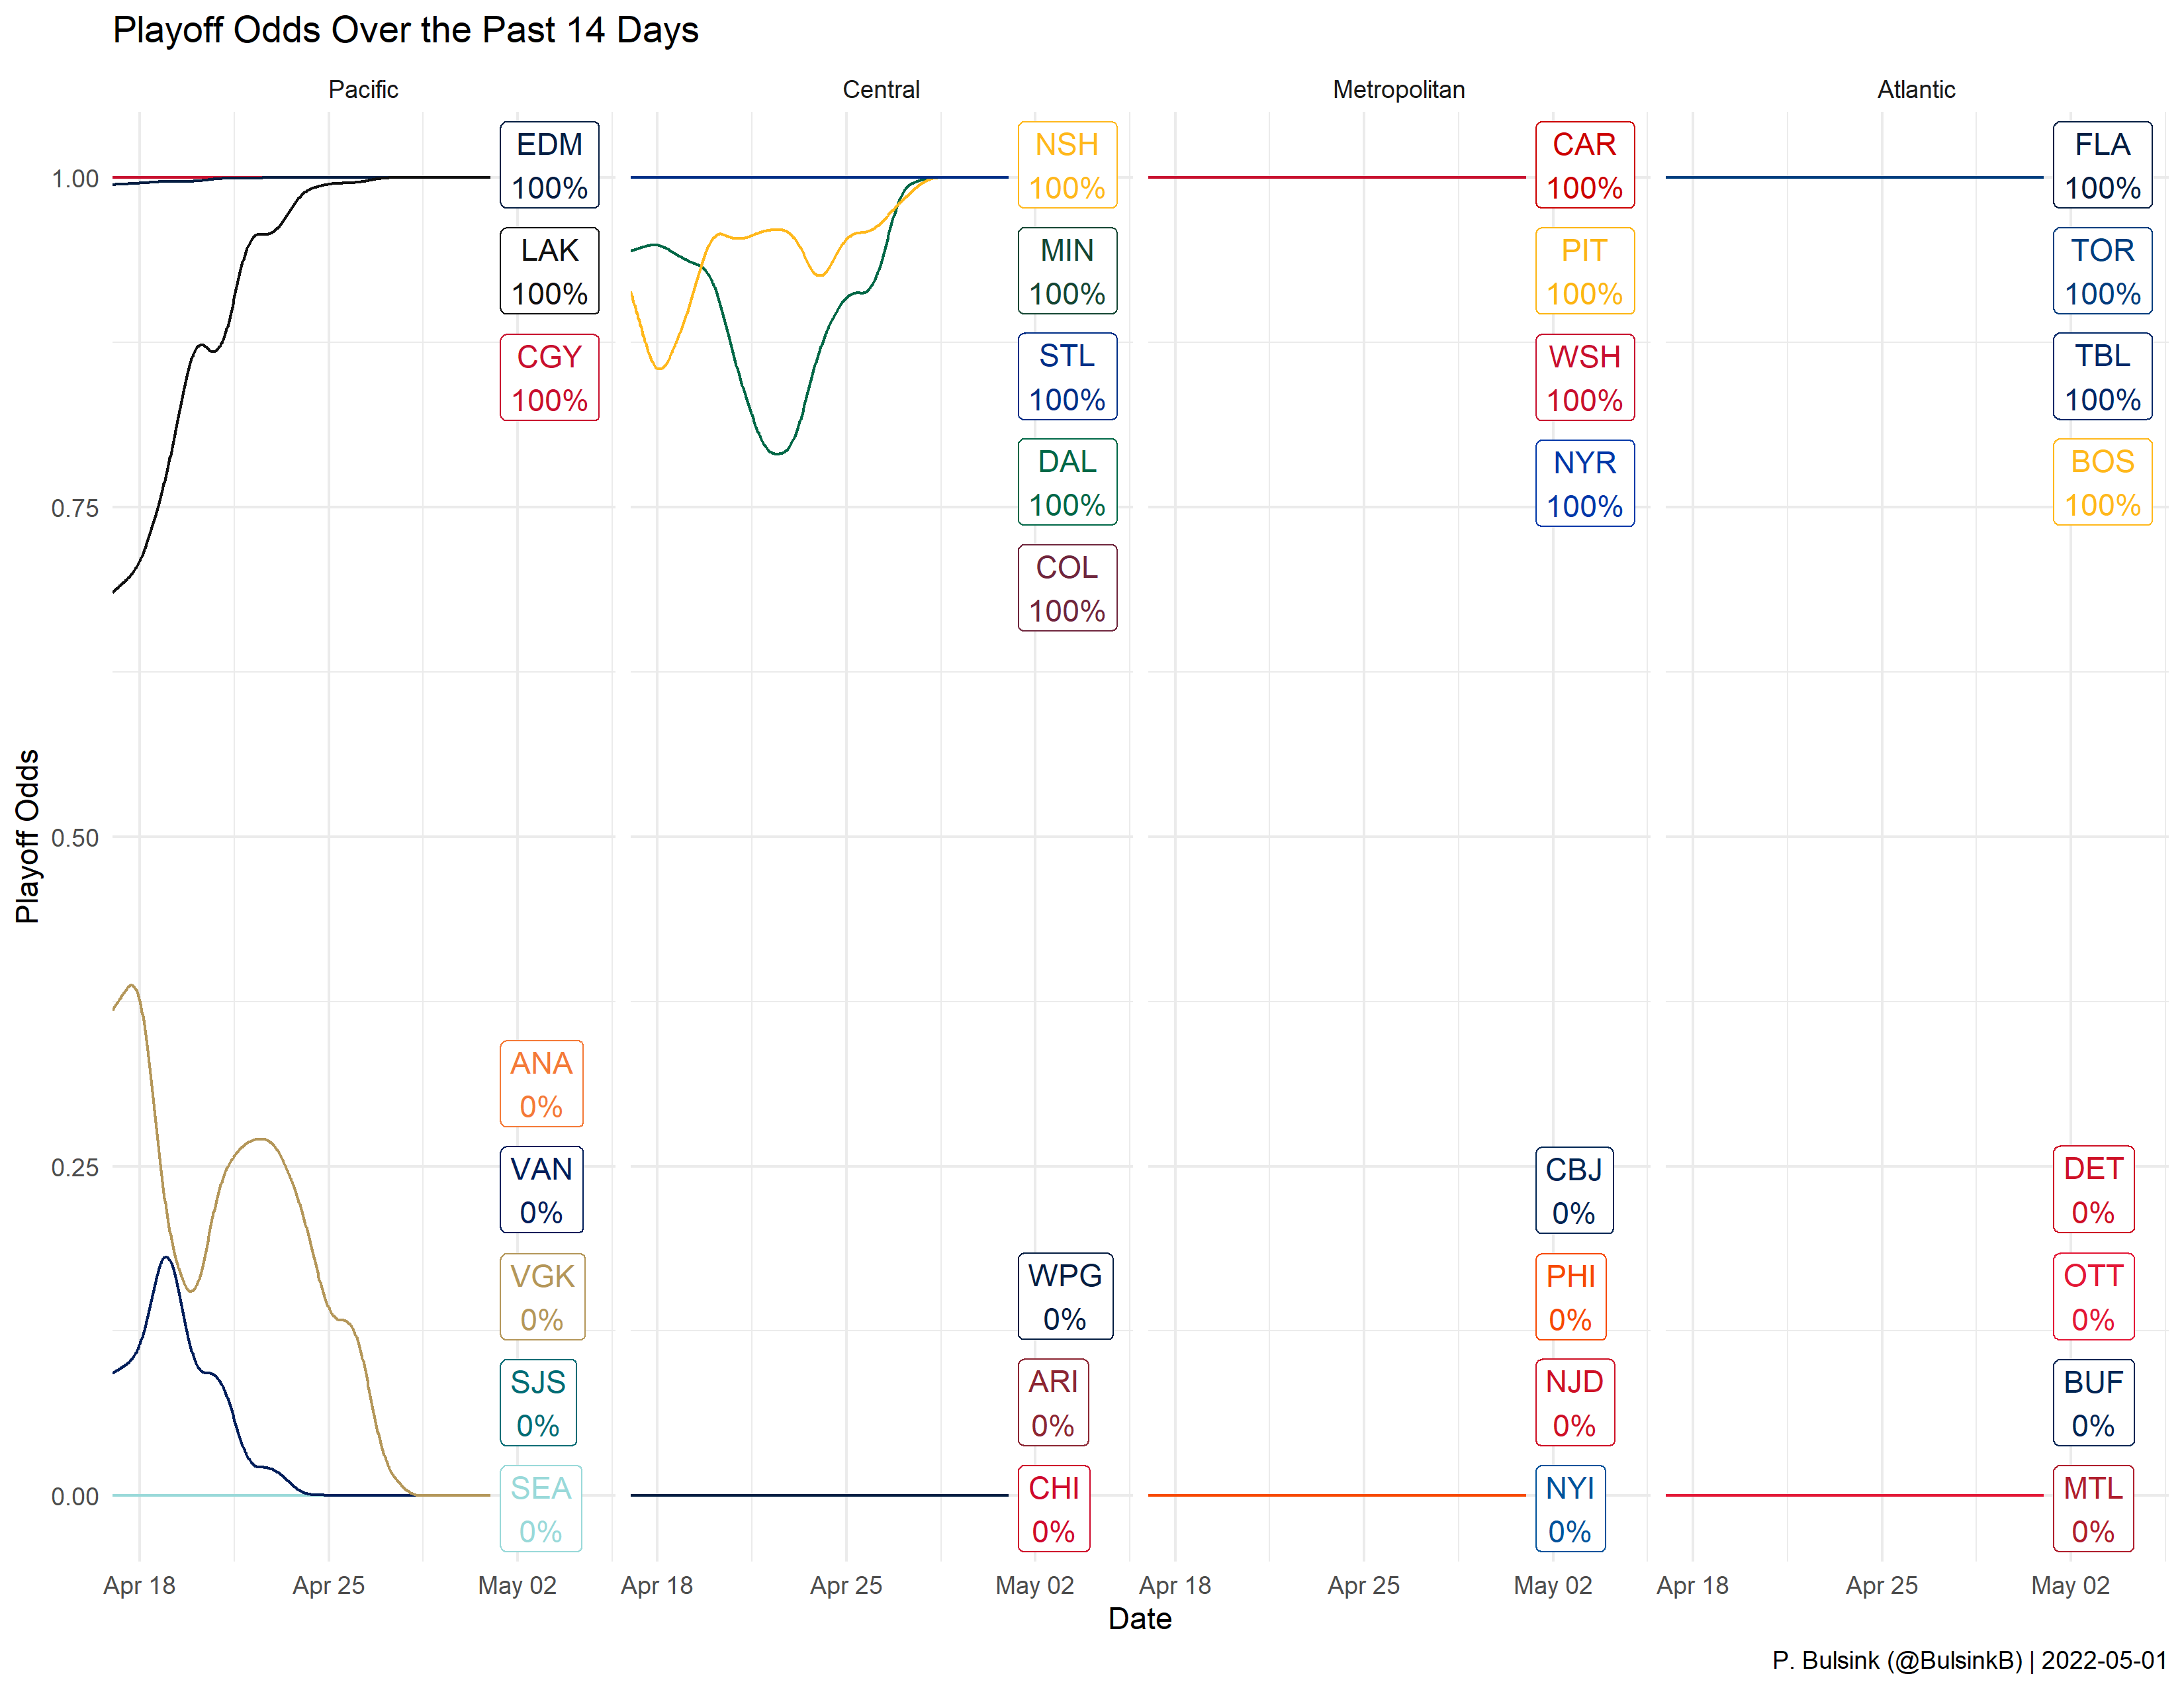 Playoff Odds Over the Past 14 Days
Pacific
Central
Metropolitan
Atlantic
Playoff Odds
1.00
0.75
0.50
0.25
0.00
EDM
100%
LAK
100%
CGY
100%
ANA
0%
VAN
0%
VGK
0%
SJS
0%
SEA
0%
NSH
100%
MIN
100%
STL
100%
DAL
100%
COL
100%
WPG
0%
ARI
0%
CHI
0%
CAR
100%
PIT
100%
WSH
100%
NYR
100%
CBJ
0%
PHI
0%
NJD
0%
NYI
0%
FLA
100%
TOR
100%
TBL
100%
BOS
100%
DET
0%
OTT
0%
BUF
0%
MTL
0%
Apr 18 Apr 25 May 02 Apr 18 Apr 25 May 02 Apr 18 Apr 25 May 02 Apr 18 Apr 25 May 02
Date
P. Bulsink (@BulsinkB) | 2022-05-01